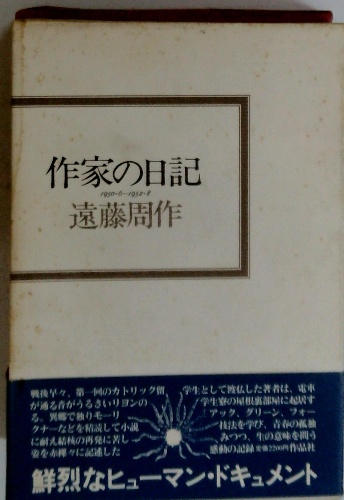 作家の日記
1950・6―1952・8
遠藤周作
戦後早々、第一回のカトリック留
学生として渡仏した著者は、電車
が通る音がうるさいリヨンの
学生寮の屋根裏部屋に起居す
る。異郷で独りモーリ
アック、グリーン、フォー
クナーなどを精読して小説
技法を学び、青春の孤独
に耐え結核の再発に苦し
みつつ、生の意味を問う
姿を赤裸々に記述した
感動の記録 定価2200円作品社
鮮烈なヒューマン・ドキュメント